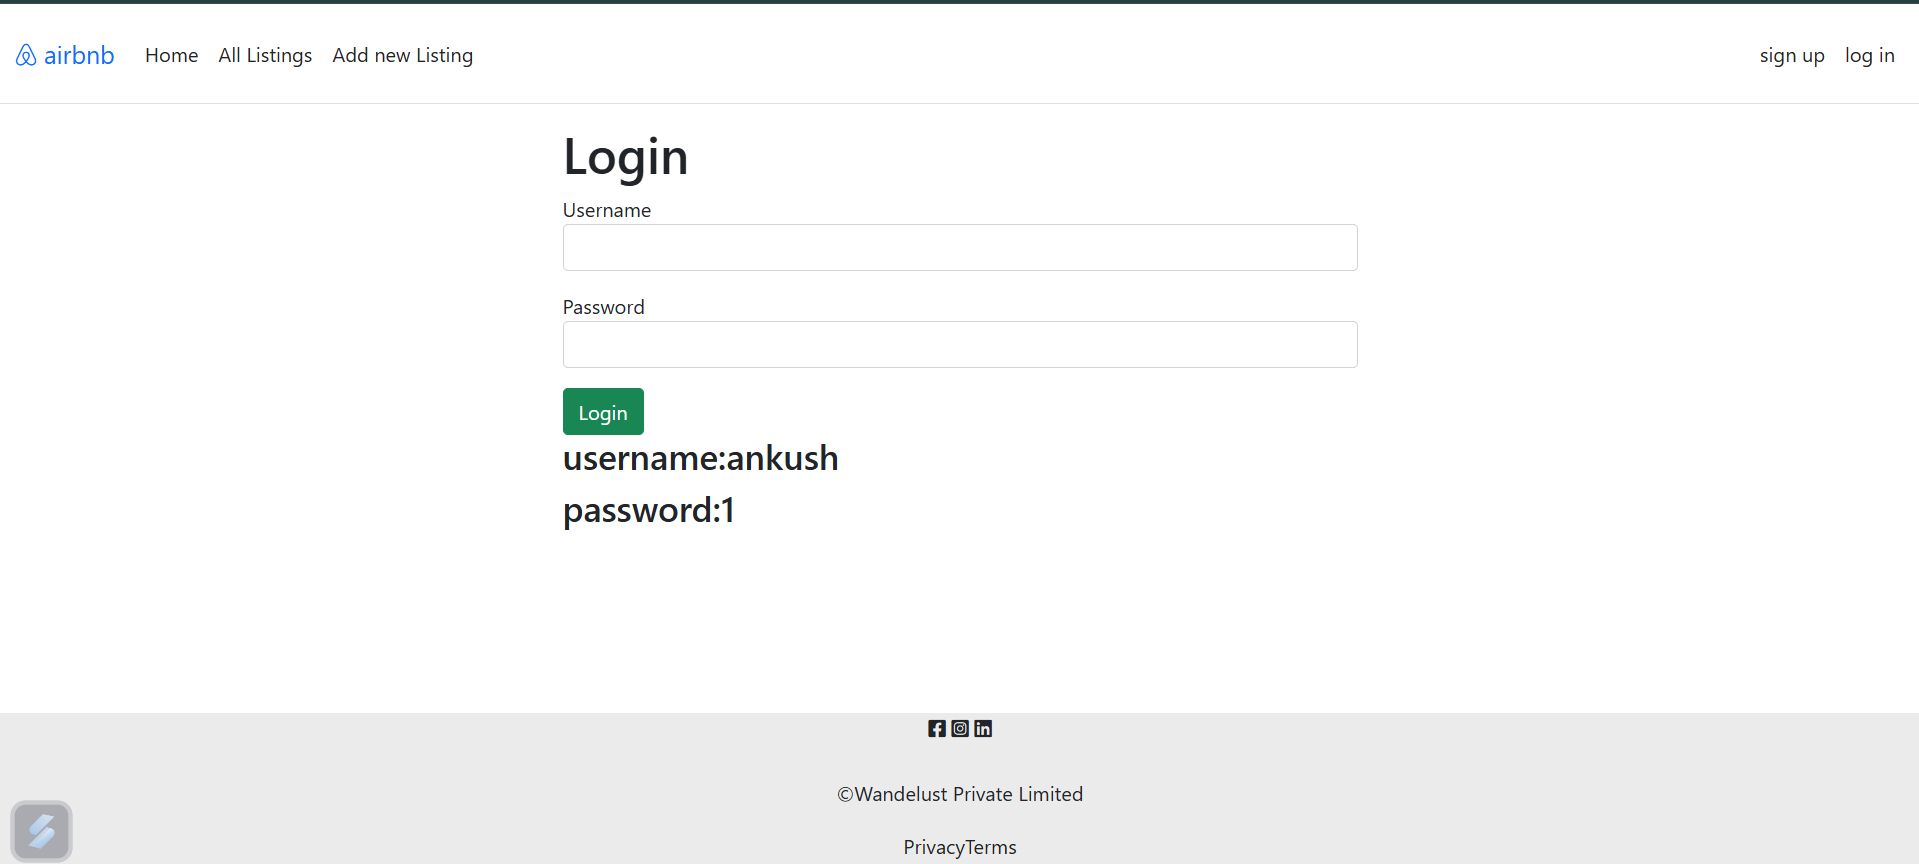 airbnb Home All Listings Add new Listing sign up log in
Login
Username
Password
Login
username:ankush
password:1
©Wandelust Private Limited
PrivacyTerms